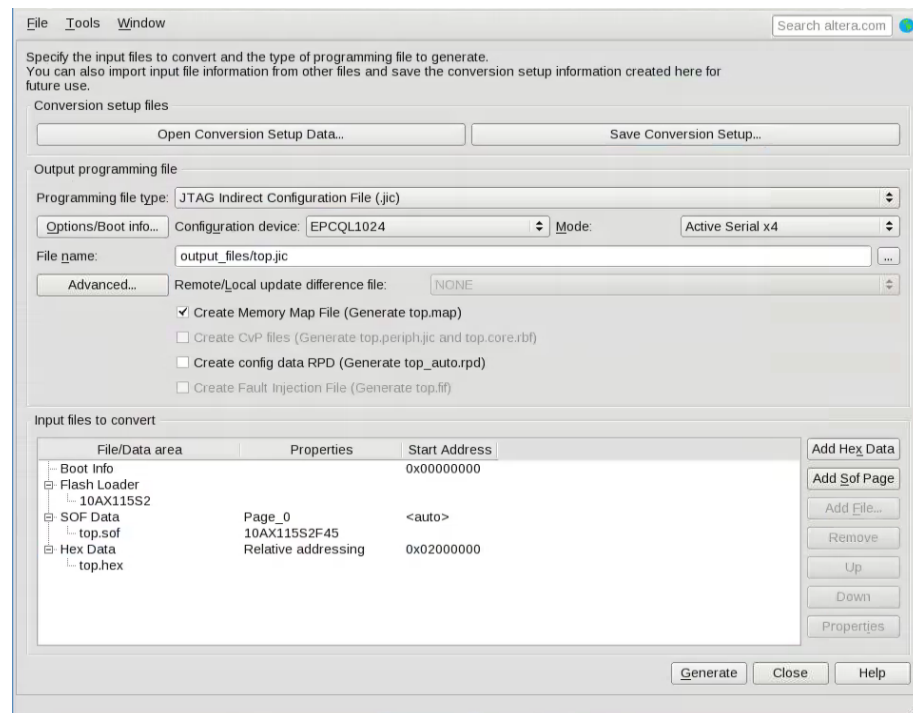 File Tools Window Search altera.com
Specify the input files to convert and the type of programming file to generate.
You can also import input file information from other files and save the conversion setup information created here for
future use.
Conversion setup files
Open Conversion Setup Data... Save Conversion Setup...
Output programming file
Programming file type: JTAG Indirect Configuration File (.jic)
Options/Boot info... Configuration device: EPCQL1024 Mode: Active Serial x4
File name: output_files/top.jic ...
Advanced... Remote/Local update difference file: NONE
Create Memory Map File (Generate top.map)
Create CvP files (Generate top.periph.jic and top.core.rbf)
Create config data RPD (Generate top_auto.rpd)
Create Fault Injection File (Generate top.fif)
Input files to convert
File/Data area Properties Start Address
Boot Info 0x00000000
Flash Loader
10AX115S2
SOF Data Page_0 <auto>
top.sof 10AX115S2F45
Hex Data Relative addressing 0x02000000
top.hex
Add Hex Data
Add Sof Page
Add File...
Remove
Up
Down
Properties
Generate Close Help